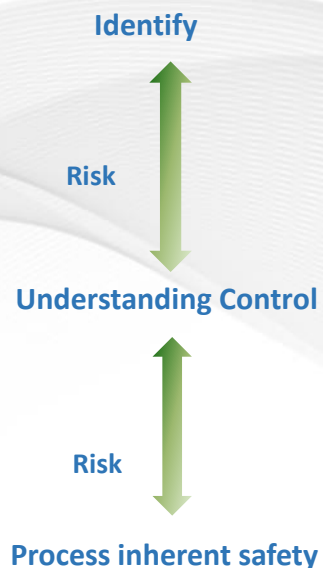 Identify
Risk
Understanding Control
Risk
Process inherent safety